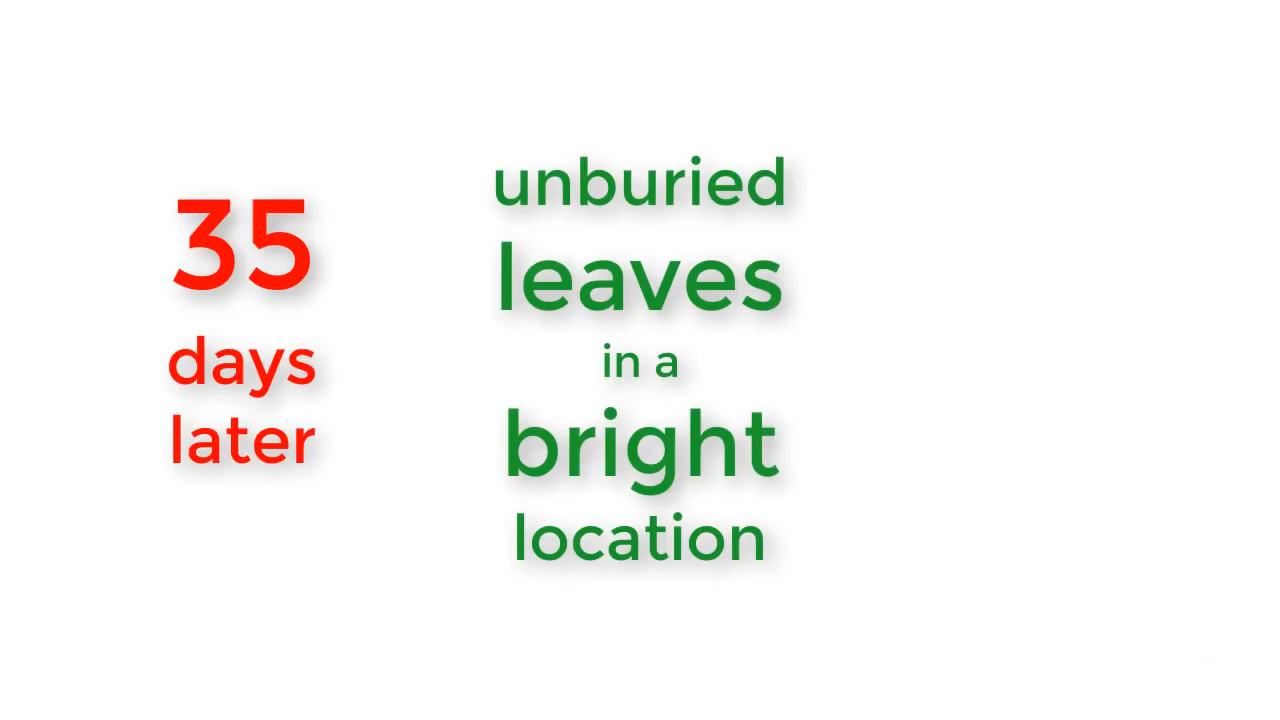 35
days
later
unburied
leaves
in a
bright
location